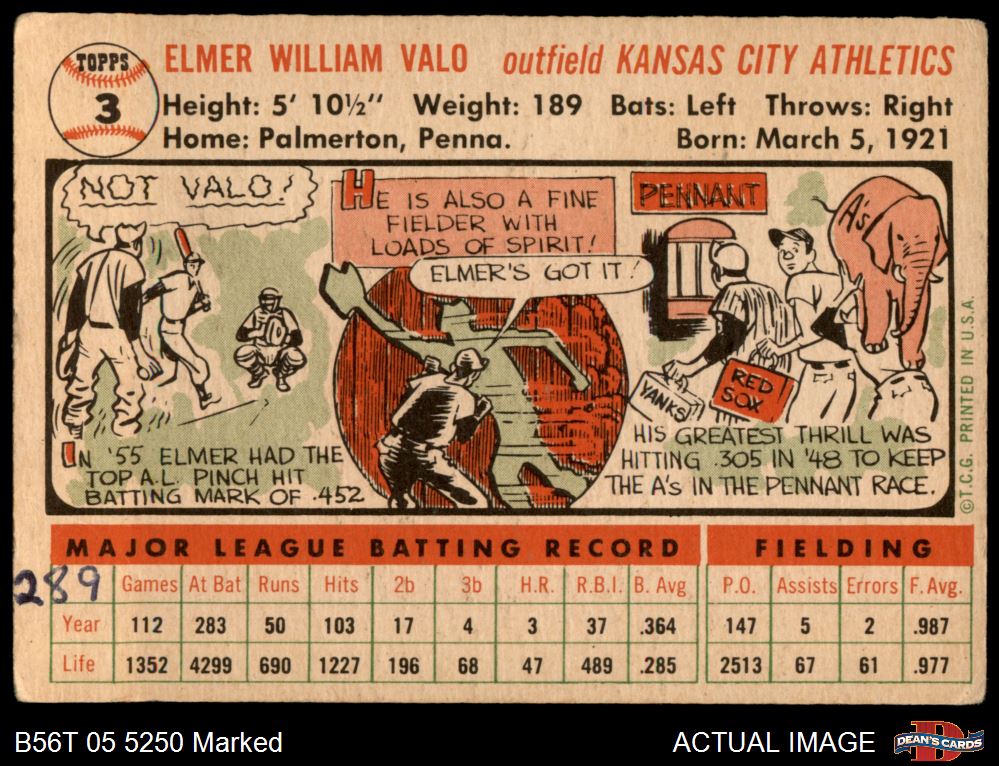 TOPPS
3
ELMER WILLIAM VALO outfield KANSAS CITY ATHLETICS
Height: 5' 10½" Weight: 189 Bats: Left Throws: Right
Home: Palmerton, Penna. Born: March 5, 1921
NOT VALO!
IN '55 ELMER HAD THE
TOP A.L. PINCH HIT
BATTING MARK OF .452
HE IS ALSO A FINE
FIELDER WITH
LOADS OF SPIRIT!
ELMER'S GOT IT!
PENNANT
A's
YANKS
RED
SOX
HIS GREATEST THRILL WAS
HITTING .305 IN '48 TO KEEP
THE A's IN THE PENNANT RACE.
©T.C.G. PRINTED IN U.S.A.
MAJOR LEAGUE BATTING RECORD FIELDING
289
Games At Bat Runs Hits 2b 3b H.R. R.B.I. B. Avg P.O. Assists Errors F. Avg.
Year 112 283 50 103 17 4 3 37 .364 147 5 2 .987
Life 1352 4299 690 1227 196 68 47 489 .285 2513 67 61 .977
B56T 05 5250 Marked ACTUAL IMAGE
DEAN'S CARDS